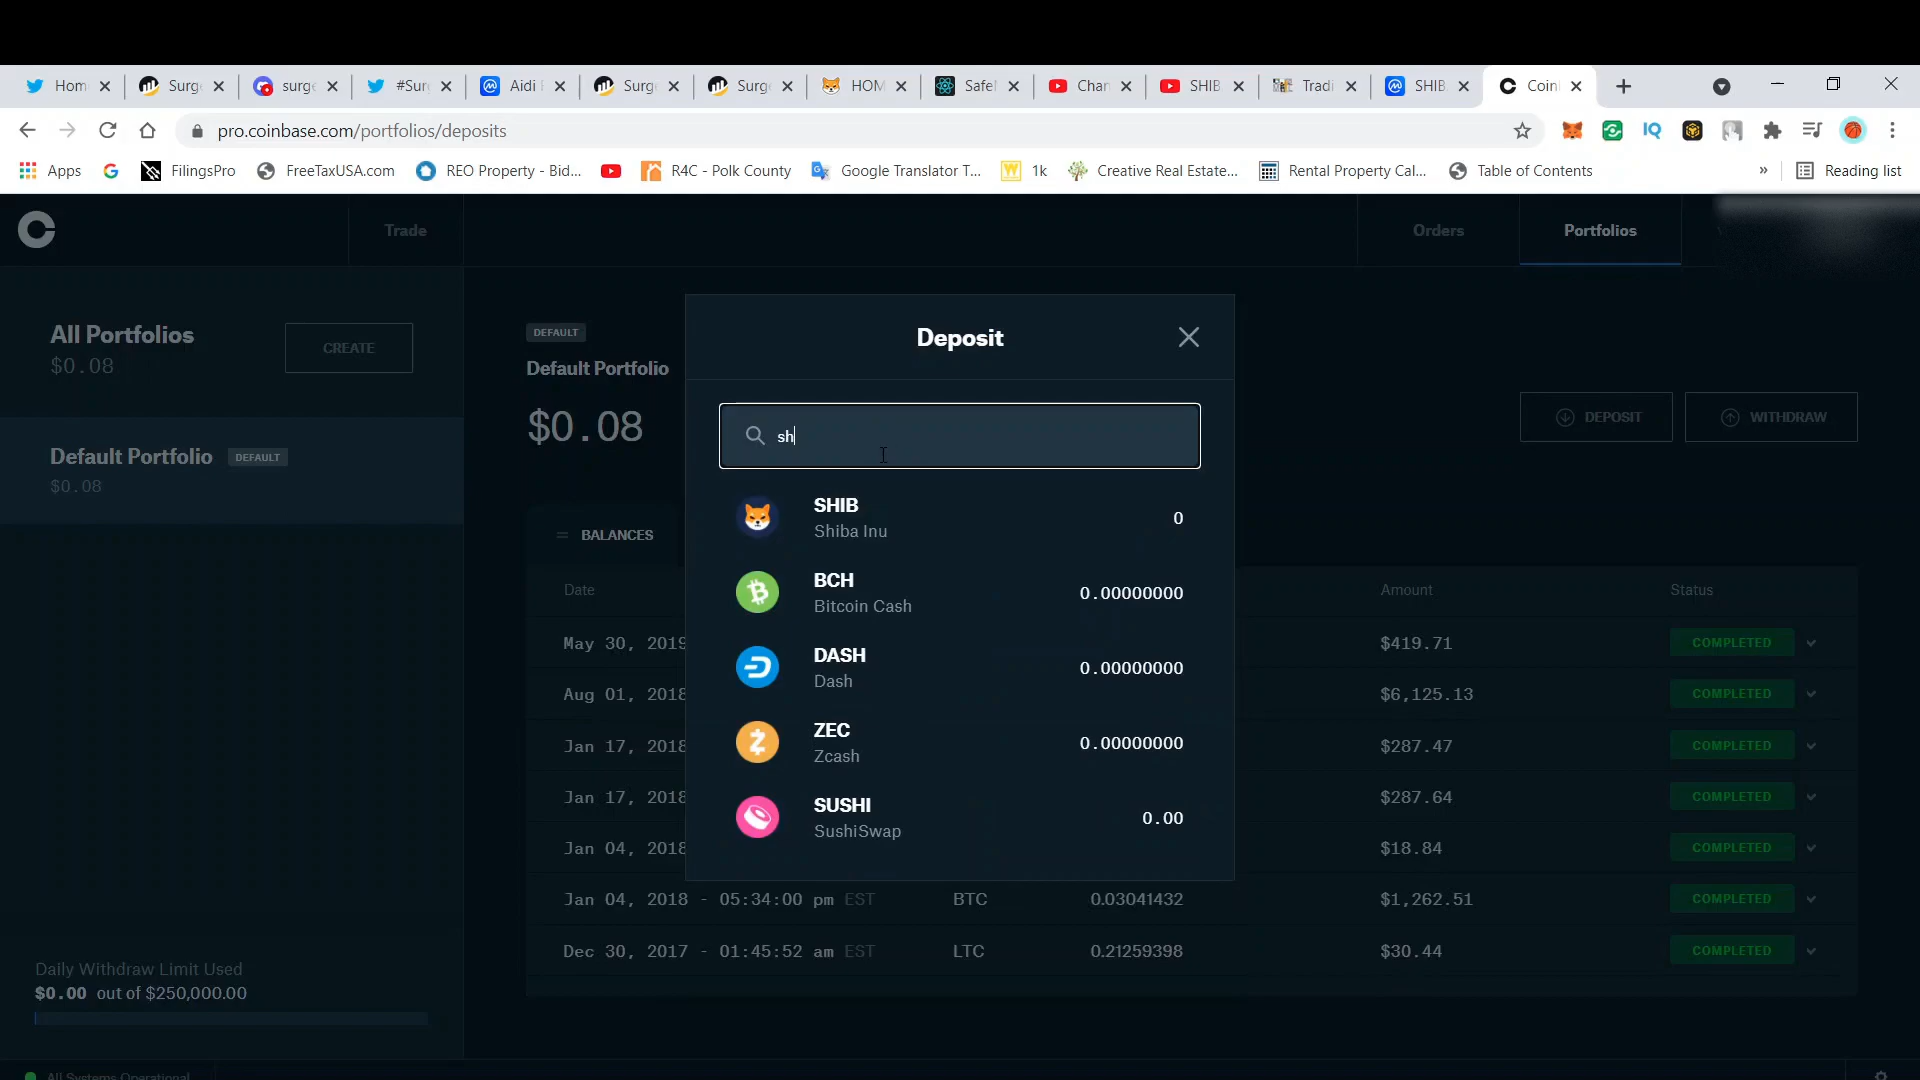 Hom
Surg
surg
#Sur
Aidi
Surg
Surg
HOM
Safe
Chan
SHIB
Tradi
SHIB
Coin
pro.coinbase.com/portfolios/deposits
Apps
FilingsPro
FreeTaxUSA.com
REO Property - Bid...
R4C - Polk County
Google Translator T...
1k
Creative Real Estate...
Rental Property Cal...
Table of Contents
»
Reading list
Trade
Orders
Portfolios
All Portfolios
$0.08
CREATE
Default Portfolio DEFAULT
$0.08
DEFAULT
Default Portfolio
$0.08
DEPOSIT
WITHDRAW
Deposit
sh
SHIB
Shiba Inu
0
BCH
Bitcoin Cash
0.00000000
DASH
Dash
0.00000000
ZEC
Zcash
0.00000000
SUSHI
SushiSwap
0.00
BALANCES
Date Amount Status
May 30, 2019 $419.71 COMPLETED
Aug 01, 2018 $6,125.13 COMPLETED
Jan 17, 2018 $287.47 COMPLETED
Jan 17, 2018 $287.64 COMPLETED
Jan 04, 2018 $18.84 COMPLETED
Jan 04, 2018 - 05:34:00 pm EST BTC 0.03041432 $1,262.51 COMPLETED
Dec 30, 2017 - 01:45:52 am EST LTC 0.21259398 $30.44 COMPLETED
Daily Withdraw Limit Used
$0.00 out of $250,000.00
All Systems Operational